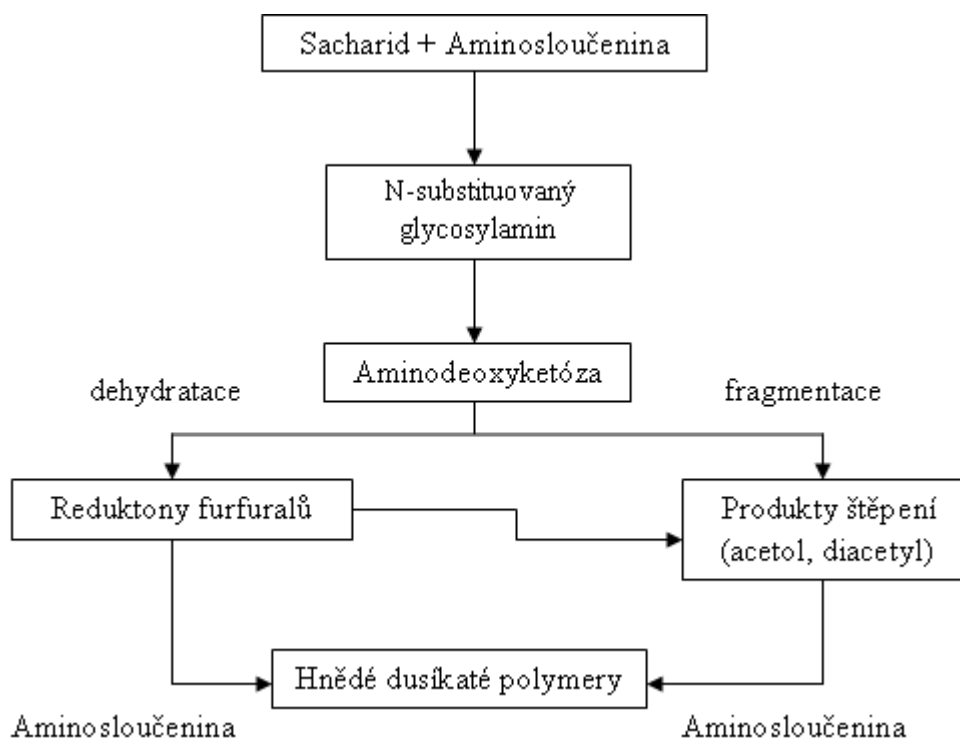 Sacharid + Aminosloučenina
N-substituovaný
glycosylamin
Aminodeoxyketóza
dehydratace
fragmentace
Reduktony furfuralů
Produkty štěpení
(acetol, diacetyl)
Hnědé dusíkaté polymery
Aminosloučenina
Aminosloučenina